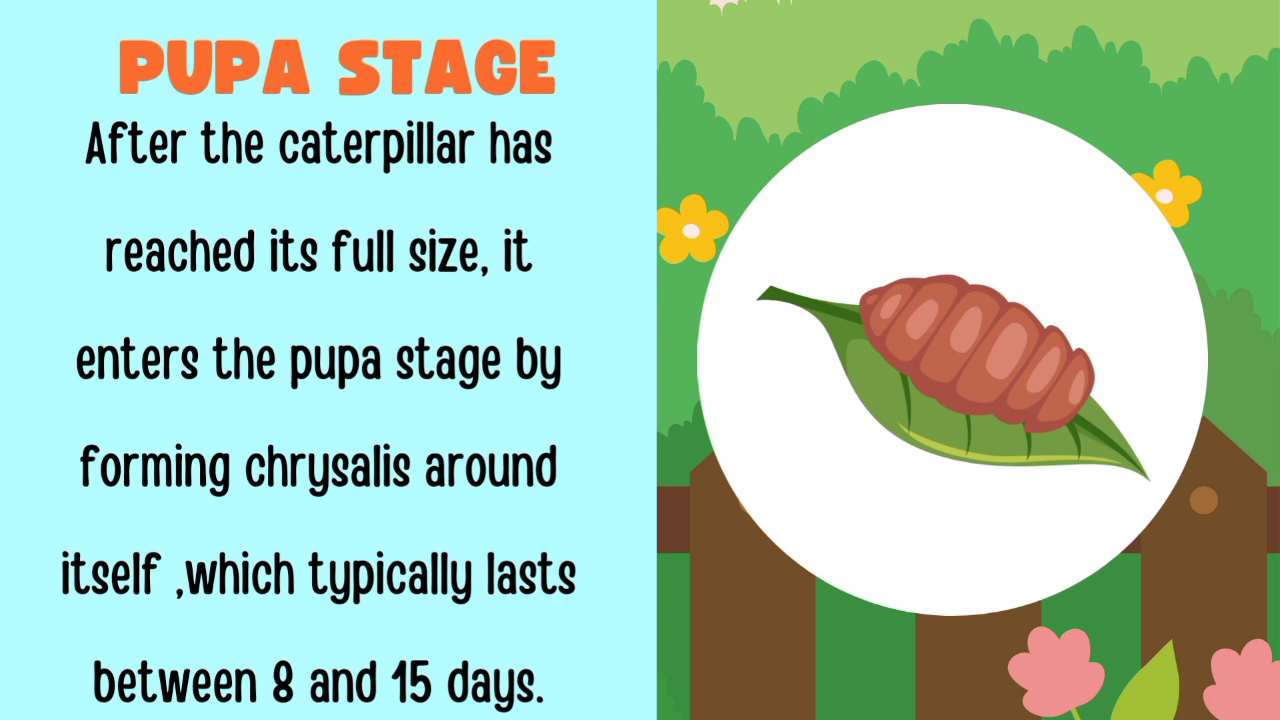 PUPA STAGE
After the caterpillar has
reached its full size, it
enters the pupa stage by
forming chrysalis around
itself ,which typically lasts
between 8 and 15 days.